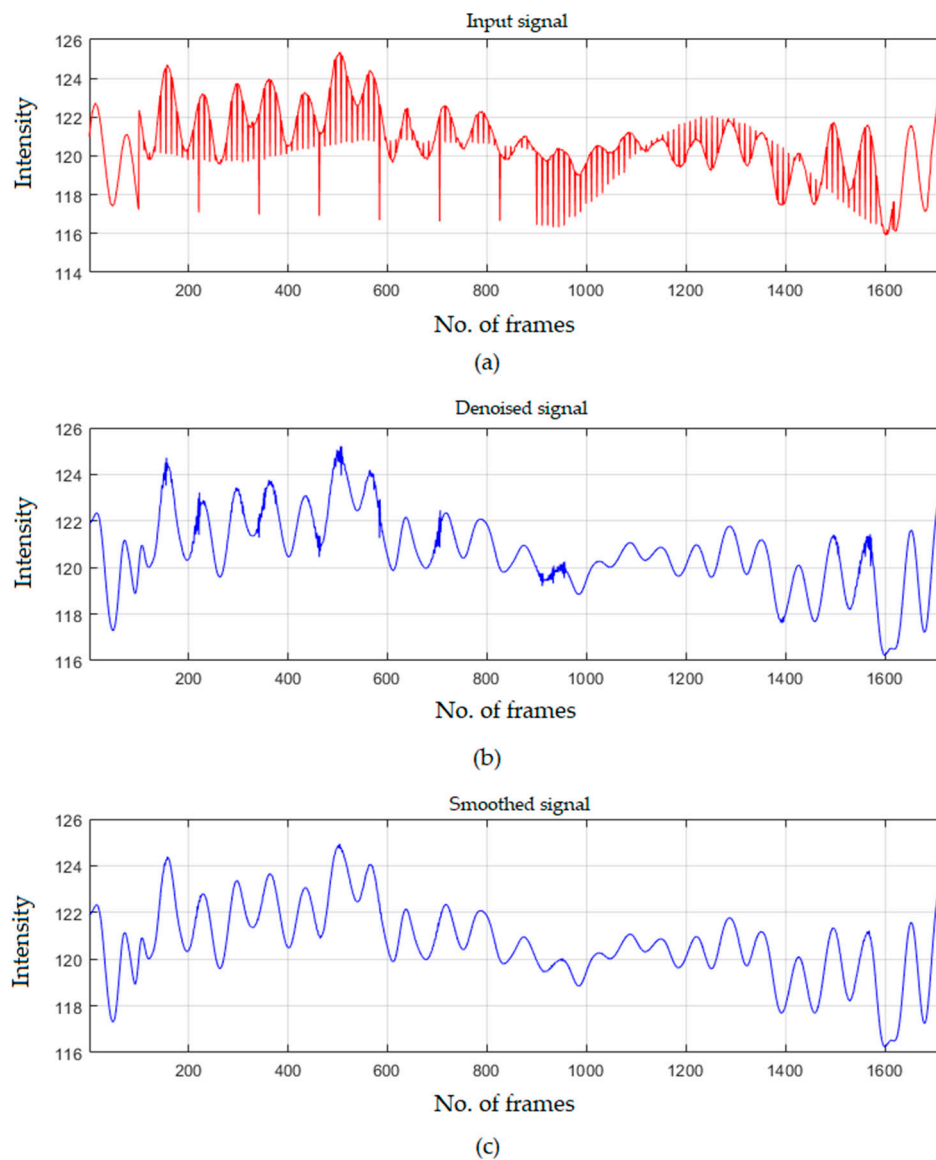 Input signal
126
124
122
120
118
116
114
Intensity
200 400 600 800 1000 1200 1400 1600
No. of frames
(a)
Denoised signal
126
124
122
120
118
116
Intensity
200 400 600 800 1000 1200 1400 1600
No. of frames
(b)
Smoothed signal
126
124
122
120
118
116
Intensity
200 400 600 800 1000 1200 1400 1600
No. of frames
(c)